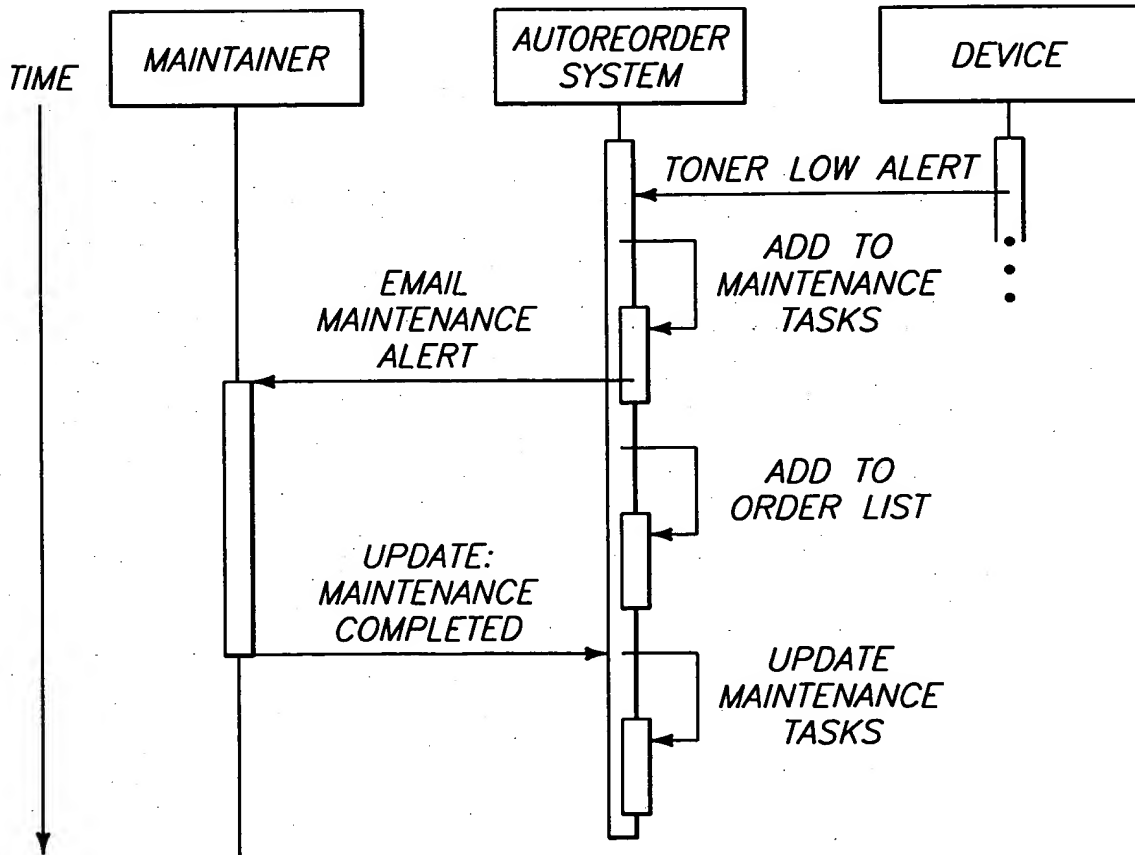 TIME
MAINTAINER
AUTOREORDER
SYSTEM
DEVICE
TONER LOW ALERT
ADD TO
MAINTENANCE
TASKS
EMAIL
MAINTENANCE
ALERT
ADD TO
ORDER LIST
UPDATE:
MAINTENANCE
COMPLETED
UPDATE
MAINTENANCE
TASKS